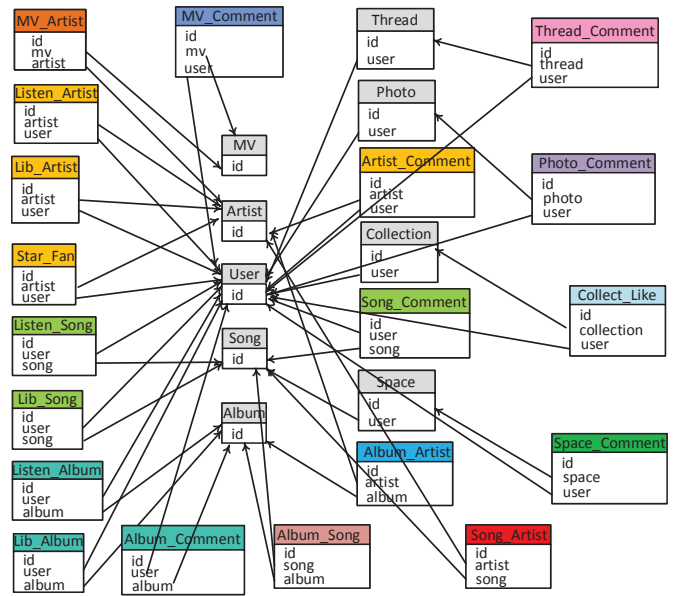 MV_Artist
id
mv
artist
MV_Comment
id
mv
user
Thread
id
user
Thread_Comment
id
thread
user
Listen_Artist
id
artist
user
Photo
id
user
MV
id
Lib_Artist
id
artist
user
Artist_Comment
id
artist
user
Photo_Comment
id
photo
user
Artist
id
Collection
id
user
Star_Fan
id
artist
user
User
id
Song_Comment
id
user
song
Collect_Like
id
collection
user
Listen_Song
id
user
song
Song
id
Space
id
user
Lib_Song
id
user
song
Album
id
Album_Artist
id
artist
album
Space_Comment
id
space
user
Listen_Album
id
user
album
Lib_Album
id
user
album
Album_Comment
id
user
album
Album_Song
id
song
album
Song_Artist
id
artist
song